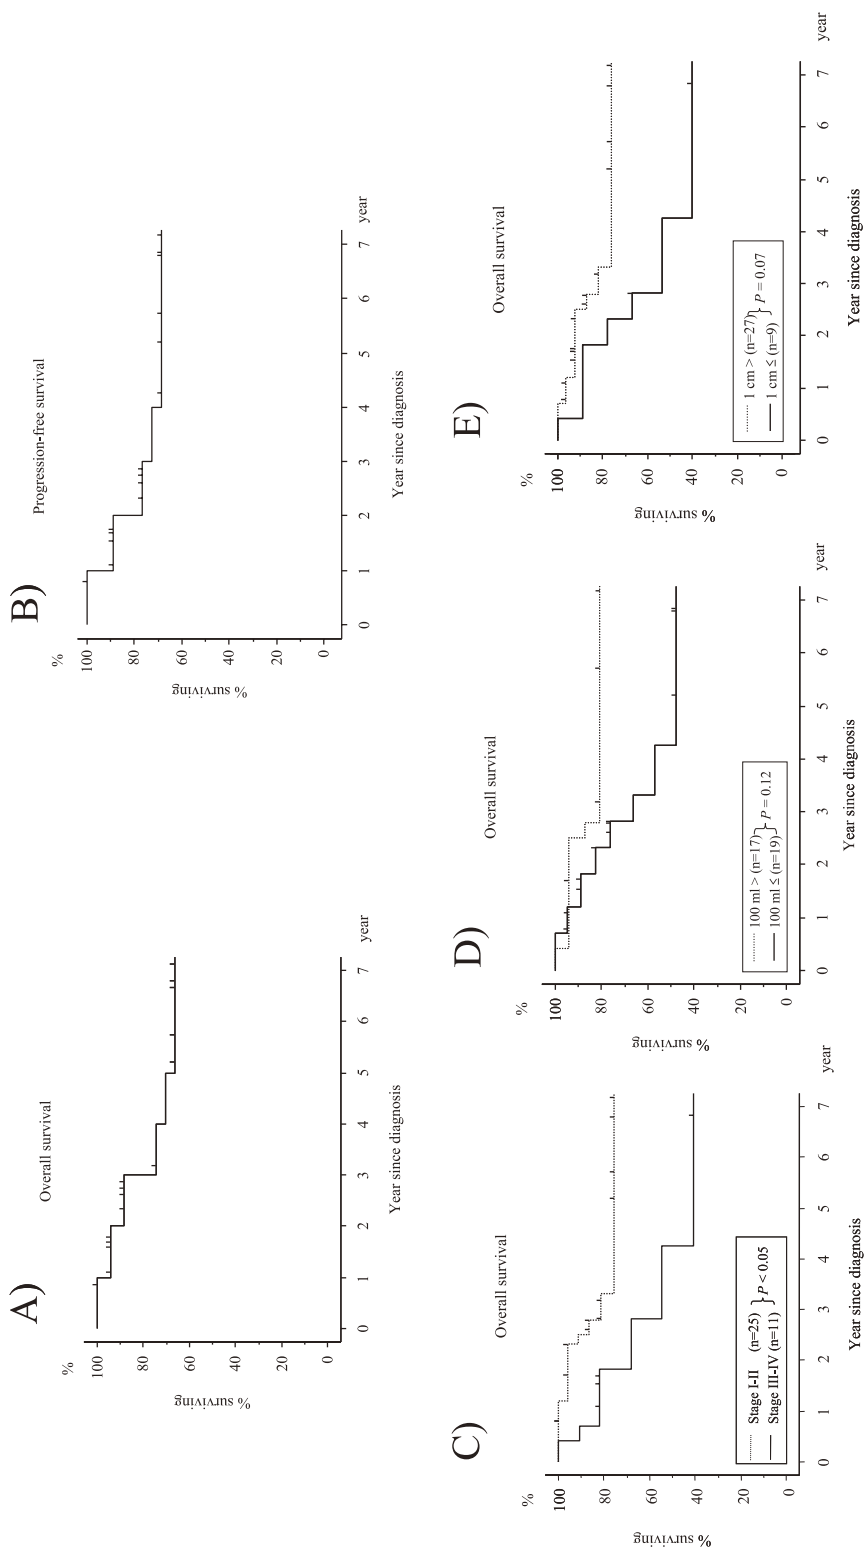 A)
Overall survival
%
100
80
60
40
20
0
% surviving
0 1 2 3 4 5 6 7 year
Year since diagnosis
B)
Progression-free survival
%
100
80
60
40
20
0
% surviving
0 1 2 3 4 5 6 7 year
Year since diagnosis
C)
Overall survival
%
100
80
60
40
20
0
% surviving
Stage I-II (n=25)
Stage III-IV (n=11)
} P < 0.05
0 1 2 3 4 5 6 7 year
Year since diagnosis
D)
Overall survival
%
100
80
60
40
20
0
% surviving
100 ml > (n=17)
100 ml ≤ (n=19)
} P = 0.12
0 1 2 3 4 5 6 7 year
Year since diagnosis
E)
Overall survival
%
100
80
60
40
20
0
% surviving
1 cm > (n=27)
1 cm ≤ (n=9)
} P = 0.07
0 1 2 3 4 5 6 7 year
Year since diagnosis